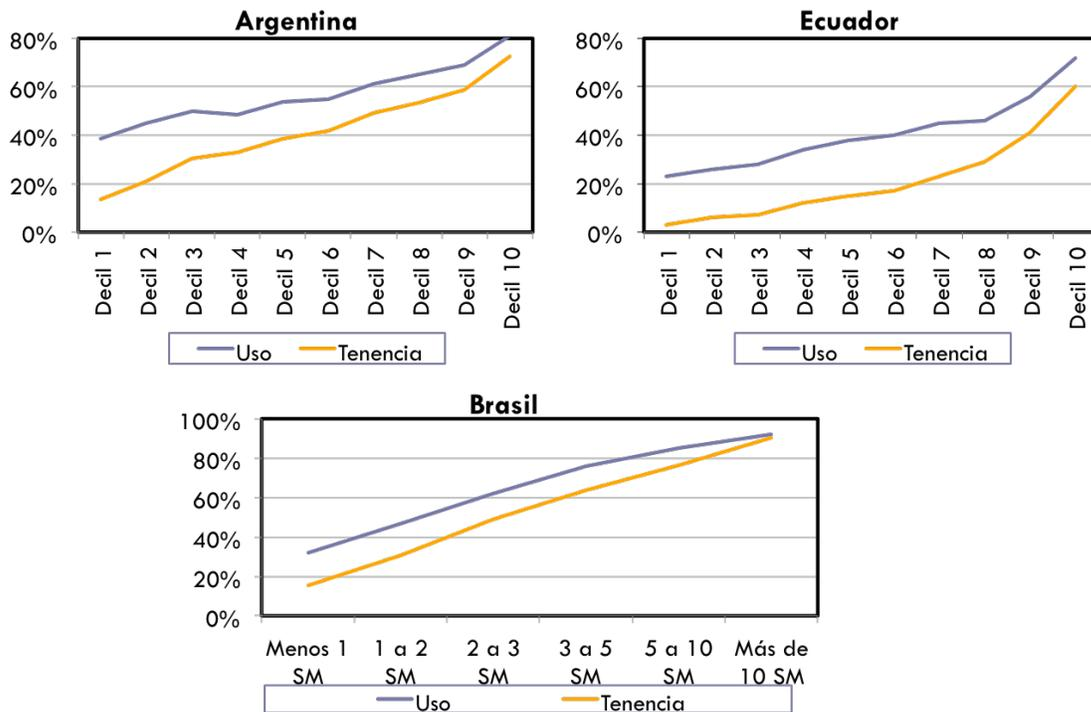 Argentina
80%
60%
40%
20%
0%
Decil 1
Decil 2
Decil 3
Decil 4
Decil 5
Decil 6
Decil 7
Decil 8
Decil 9
Decil 10
Uso Tenencia
Ecuador
80%
60%
40%
20%
0%
Decil 1
Decil 2
Decil 3
Decil 4
Decil 5
Decil 6
Decil 7
Decil 8
Decil 9
Decil 10
Uso Tenencia
Brasil
100%
80%
60%
40%
20%
0%
Menos 1 SM
1 a 2 SM
2 a 3 SM
3 a 5 SM
5 a 10 SM
Más de 10 SM
Uso Tenencia